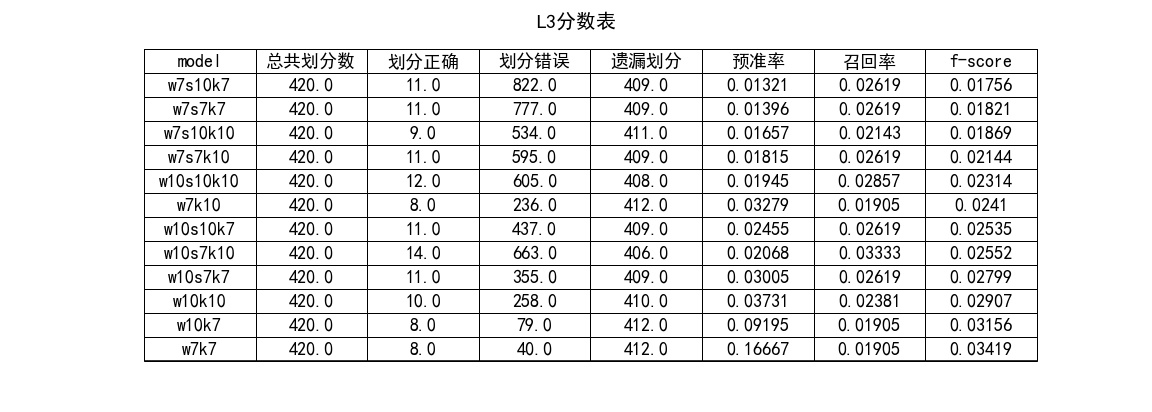 L3分数表
model 总共划分数 划分正确 划分错误 遗漏划分 预准率 召回率 f-score
w7s10k7 420.0 11.0 822.0 409.0 0.01321 0.02619 0.01756
w7s7k7 420.0 11.0 777.0 409.0 0.01396 0.02619 0.01821
w7s10k10 420.0 9.0 534.0 411.0 0.01657 0.02143 0.01869
w7s7k10 420.0 11.0 595.0 409.0 0.01815 0.02619 0.02144
w10s10k10 420.0 12.0 605.0 408.0 0.01945 0.02857 0.02314
w7k10 420.0 8.0 236.0 412.0 0.03279 0.01905 0.0241
w10s10k7 420.0 11.0 437.0 409.0 0.02455 0.02619 0.02535
w10s7k10 420.0 14.0 663.0 406.0 0.02068 0.03333 0.02552
w10s7k7 420.0 11.0 355.0 409.0 0.03005 0.02619 0.02799
w10k10 420.0 10.0 258.0 410.0 0.03731 0.02381 0.02907
w10k7 420.0 8.0 79.0 412.0 0.09195 0.01905 0.03156
w7k7 420.0 8.0 40.0 412.0 0.16667 0.01905 0.03419